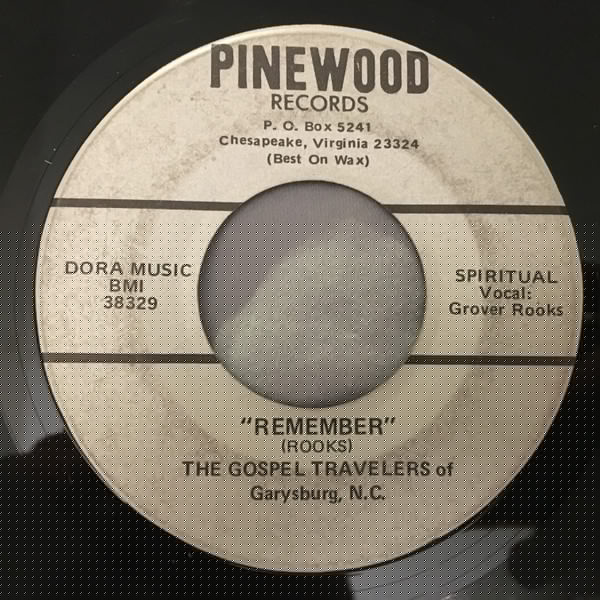 PINEWOOD
RECORDS
P. O. Box 5241
Chesapeake, Virginia 23324
(Best On Wax)
DORA MUSIC
BMI
38329
SPIRITUAL
Vocal:
Grover Rooks
"REMEMBER"
(ROOKS)
THE GOSPEL TRAVELERS of
Garysburg, N.C.